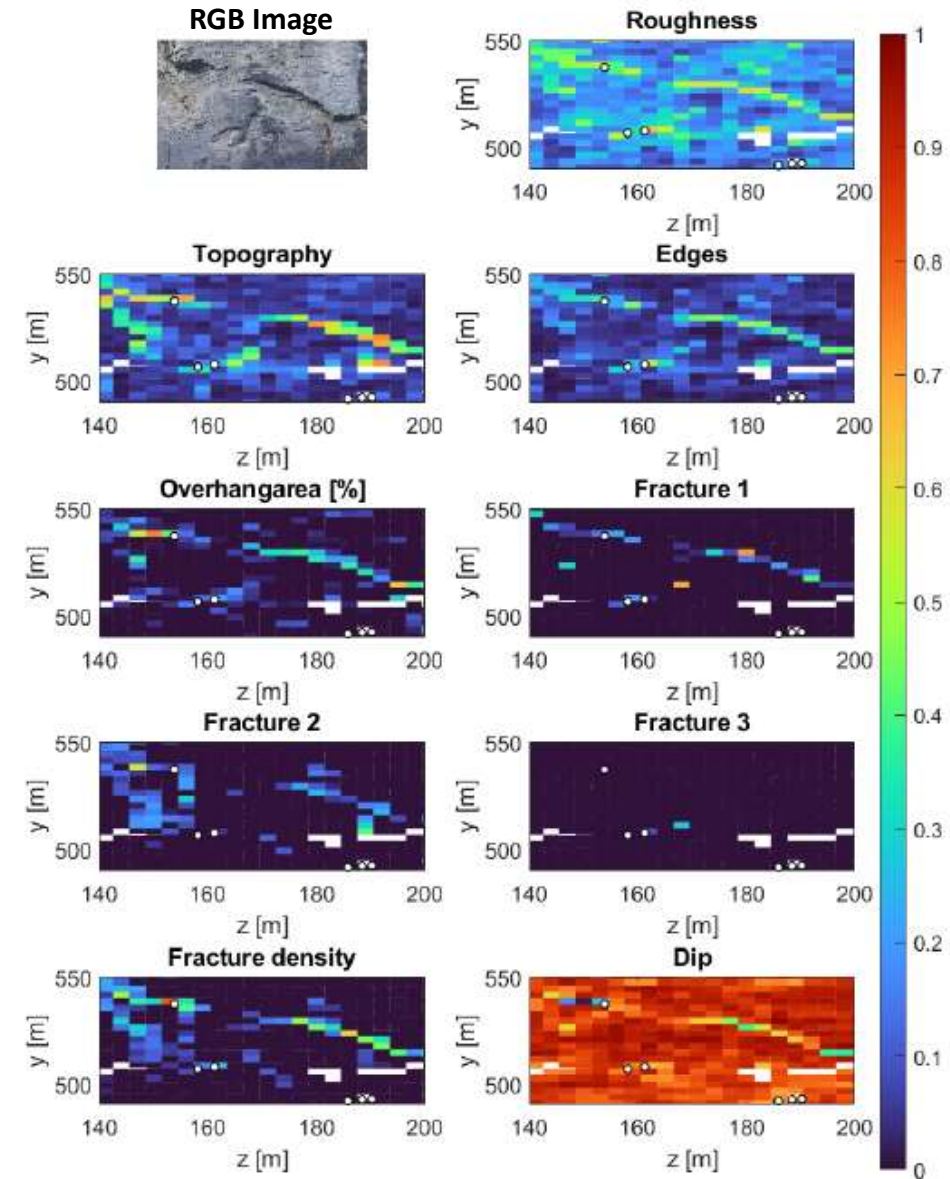 RGB Image
Roughness
550
y [m]
500
140 160 180 200
z [m]
1
0.9
0.8
0.7
0.6
0.5
0.4
0.3
0.2
0.1
0
Topography
550
y [m]
500
140 160 180 200
z [m]
Edges
550
y [m]
500
140 160 180 200
z [m]
Overhangarea [%]
550
y [m]
500
140 160 180 200
z [m]
Fracture 1
550
y [m]
500
140 160 180 200
z [m]
Fracture 2
550
y [m]
500
140 160 180 200
z [m]
Fracture 3
550
y [m]
500
140 160 180 200
z [m]
Fracture density
550
y [m]
500
140 160 180 200
z [m]
Dip
550
y [m]
500
140 160 180 200
z [m]